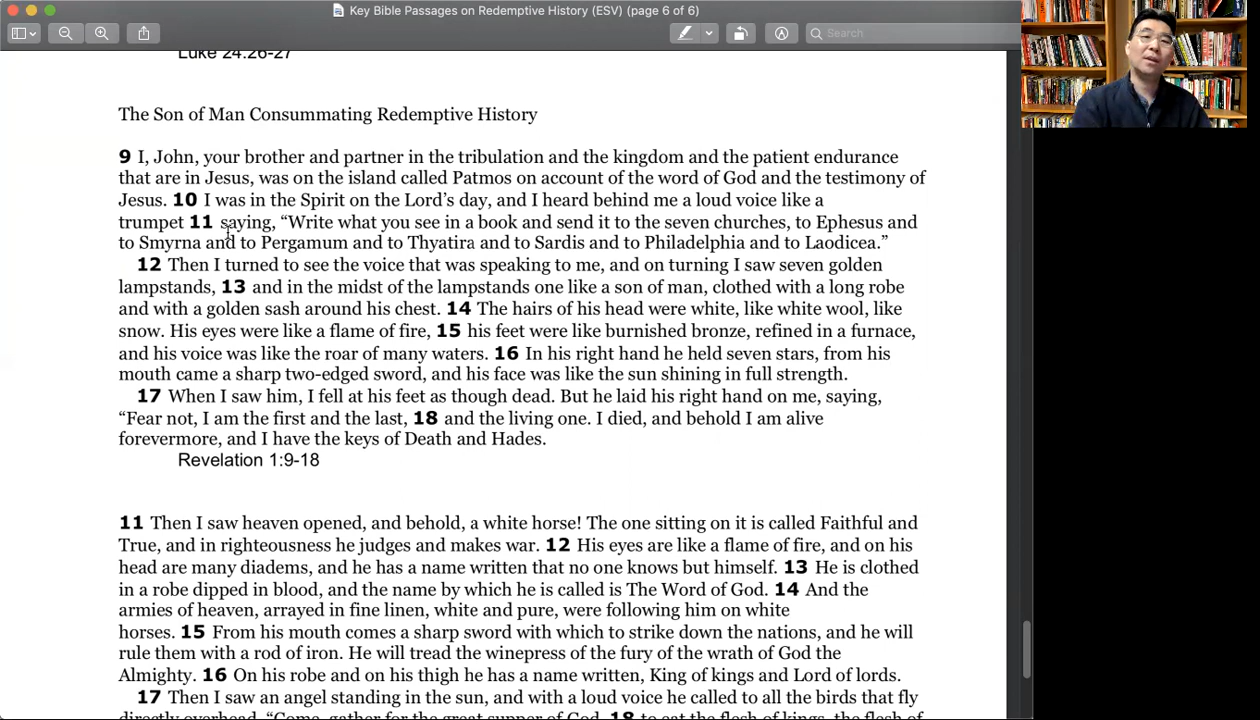 Key Bible Passages on Redemptive History (ESV) (page 6 of 6)
Search
Luke 24.26-27
The Son of Man Consummating Redemptive History
9 I, John, your brother and partner in the tribulation and the kingdom and the patient endurance
that are in Jesus, was on the island called Patmos on account of the word of God and the testimony of
Jesus. 10 I was in the Spirit on the Lord’s day, and I heard behind me a loud voice like a
trumpet 11 saying, “Write what you see in a book and send it to the seven churches, to Ephesus and
to Smyrna and to Pergamum and to Thyatira and to Sardis and to Philadelphia and to Laodicea.”
12 Then I turned to see the voice that was speaking to me, and on turning I saw seven golden
lampstands, 13 and in the midst of the lampstands one like a son of man, clothed with a long robe
and with a golden sash around his chest. 14 The hairs of his head were white, like white wool, like
snow. His eyes were like a flame of fire, 15 his feet were like burnished bronze, refined in a furnace,
and his voice was like the roar of many waters. 16 In his right hand he held seven stars, from his
mouth came a sharp two-edged sword, and his face was like the sun shining in full strength.
17 When I saw him, I fell at his feet as though dead. But he laid his right hand on me, saying,
“Fear not, I am the first and the last, 18 and the living one. I died, and behold I am alive
forevermore, and I have the keys of Death and Hades.
Revelation 1:9-18
11 Then I saw heaven opened, and behold, a white horse! The one sitting on it is called Faithful and
True, and in righteousness he judges and makes war. 12 His eyes are like a flame of fire, and on his
head are many diadems, and he has a name written that no one knows but himself. 13 He is clothed
in a robe dipped in blood, and the name by which he is called is The Word of God. 14 And the
armies of heaven, arrayed in fine linen, white and pure, were following him on white
horses. 15 From his mouth comes a sharp sword with which to strike down the nations, and he will
rule them with a rod of iron. He will tread the winepress of the fury of the wrath of God the
Almighty. 16 On his robe and on his thigh he has a name written, King of kings and Lord of lords.
17 Then I saw an angel standing in the sun, and with a loud voice he called to all the birds that fly
directly overhead, “Come, gather for the great supper of God, 18 to eat the flesh of kings, the flesh of